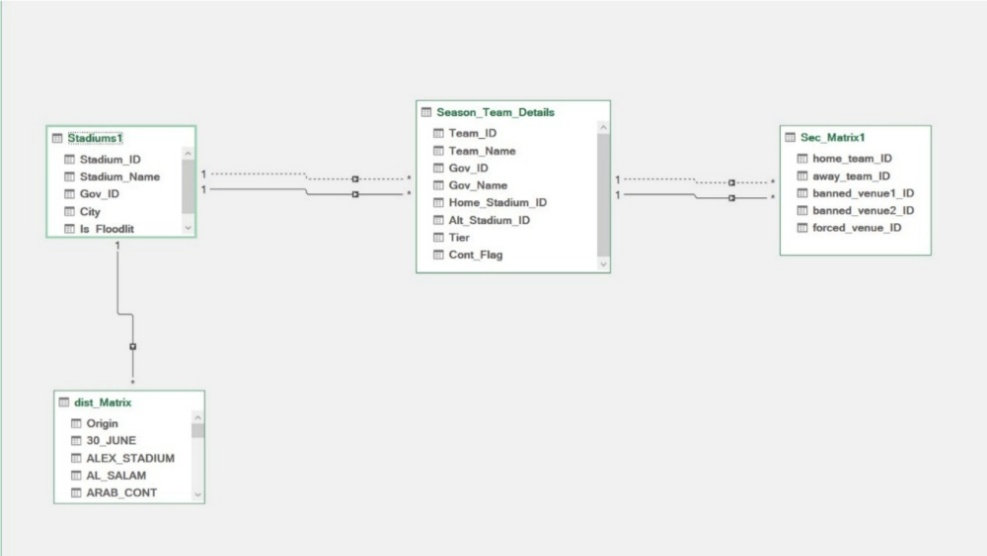 Stadiums1
Stadium_ID
Stadium_Name
Gov_ID
City
Is_Floodlit
1
1
*
*
Season_Team_Details
Team_ID
Team_Name
Gov_ID
Gov_Name
Home_Stadium_ID
Alt_Stadium_ID
Tier
Cont_Flag
1
1
*
*
Sec_Matrix1
home_team_ID
away_team_ID
banned_venue1_ID
banned_venue2_ID
forced_venue_ID
1
*
dist_Matrix
Origin
30_JUNE
ALEX_STADIUM
AL_SALAM
ARAB_CONT